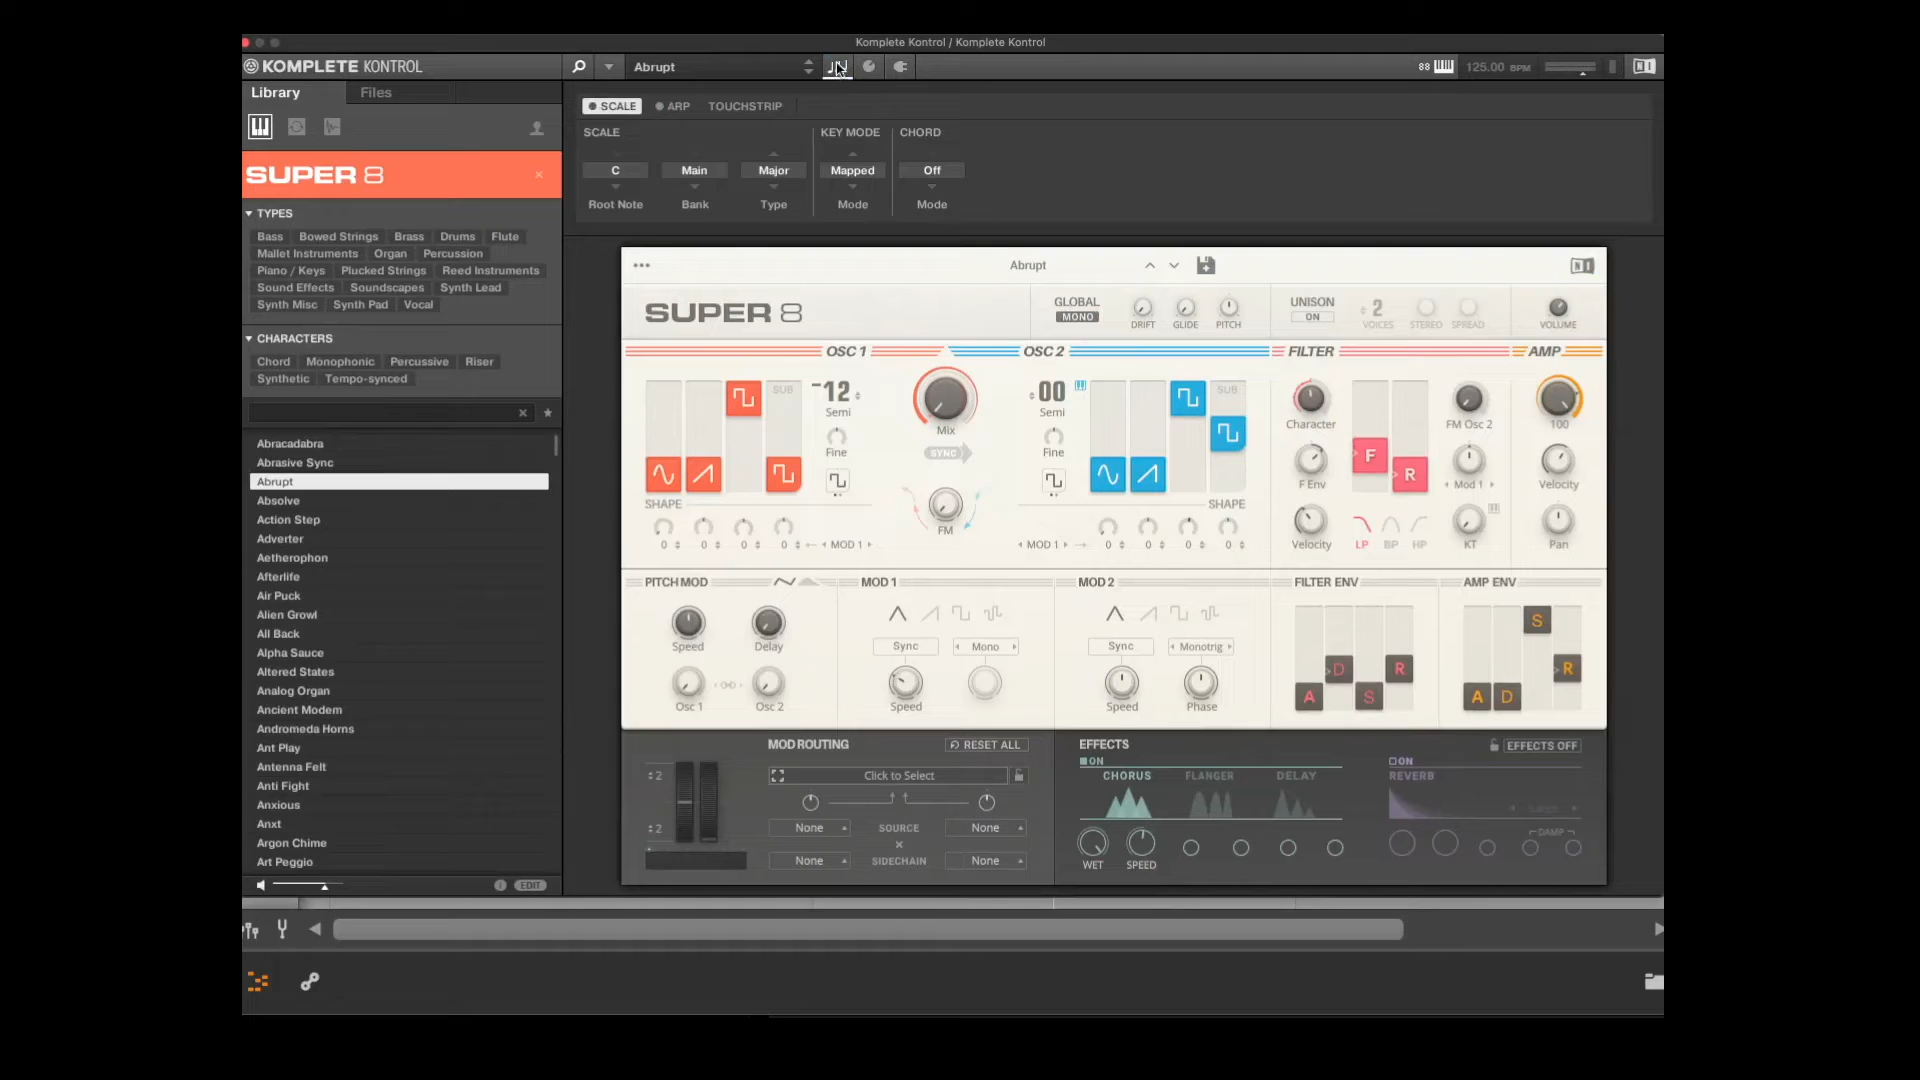 Komplete Kontrol / Komplete Kontrol
KOMPLETE KONTROL
Abrupt
88
125.00 BPM
Library Files
SCALE ARP TOUCHSTRIP
SCALE KEY MODE CHORD
C Main Major Mapped Off
Root Note Bank Type Mode Mode
SUPER 8
TYPES
Bass Bowed Strings Brass Drums Flute
Mallet Instruments Organ Percussion
Piano / Keys Plucked Strings Reed Instruments
Sound Effects Soundscapes Synth Lead
Synth Misc Synth Pad Vocal
CHARACTERS
Chord Monophonic Percussive Riser
Synthetic Tempo-synced
Abracadabra
Abrasive Sync
Abrupt
Absolve
Action Step
Adverter
Aetherophon
Afterlife
Air Puck
Alien Growl
All Back
Alpha Sauce
Altered States
Analog Organ
Ancient Modem
Andromeda Horns
Ant Play
Antenna Felt
Anti Fight
Anxious
Anxt
Argon Chime
Art Peggio
EDIT
Abrupt
SUPER 8
GLOBAL
MONO
DRIFT GLIDE PITCH
UNISON
ON
2
VOICES STEREO SPREAD
VOLUME
OSC 1 OSC 2 FILTER AMP
SUB
-12
Semi
Fine
Mix
SYNC
FM
00
Semi
Fine
SUB
SHAPE
0 0 0 0 MOD 1
SHAPE
MOD 1 0 0 0 0
Character F FM Osc 2 100
F Env R Mod 1 Velocity
Velocity LP BP HP KT Pan
PITCH MOD MOD 1 MOD 2 FILTER ENV AMP ENV
Speed Delay
Osc 1 Osc 2
Sync Mono
Speed
Sync Monotrig
Speed Phase
A D S R
A D S R
MOD ROUTING RESET ALL
2
Click to Select
2
None SOURCE None
None SIDECHAIN None
EFFECTS EFFECTS OFF
ON
CHORUS FLANGER DELAY
WET SPEED
ON
REVERB
DAMP